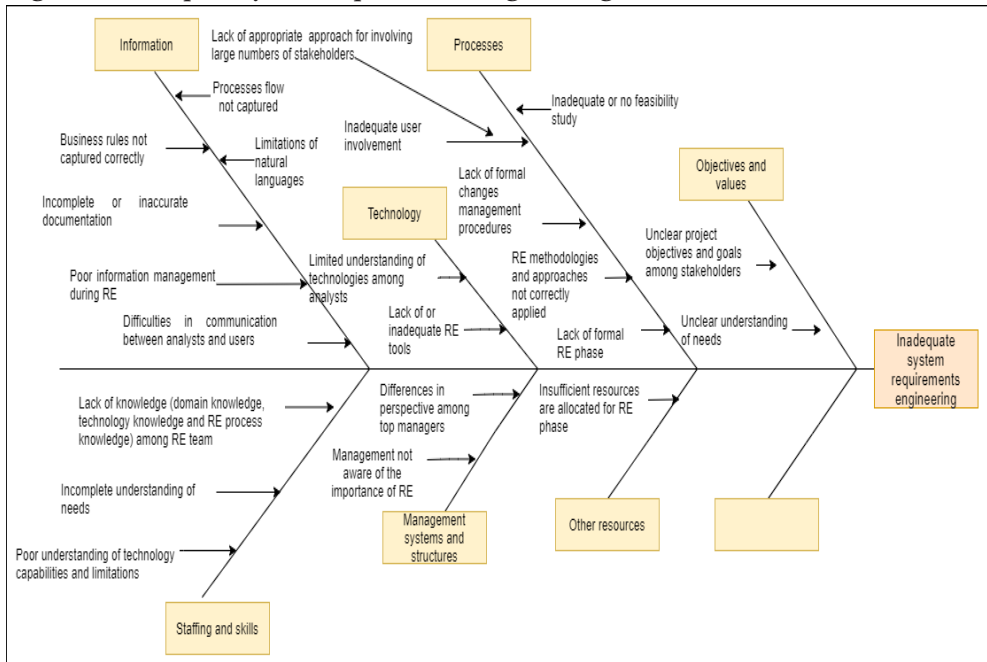 Information
Lack of appropriate approach for involving
large numbers of stakeholders
Processes
Processes flow
not captured
Inadequate or no feasibility
study
Business rules not
captured correctly
Limitations of
natural
languages
Inadequate user
involvement
Objectives and
values
Lack of formal
changes
management
procedures
Incomplete or inaccurate
documentation
Technology
Unclear project
objectives and goals
among stakeholders
Poor information management
during RE
Limited understanding of
technologies among
analysts
RE methodologies
and approaches
not correctly
applied
Difficulties in communication
between analysts and users
Lack of or
inadequate RE
tools
Lack of formal
RE phase
Unclear understanding
of needs
Inadequate
system
requirements
engineering
Lack of knowledge (domain knowledge,
technology knowledge and RE process
knowledge) among RE team
Differences in
perspective among
top managers
Insufficient resources
are allocated for RE
phase
Management not
aware of the
importance of RE
Incomplete understanding of
needs
Management
systems and
structures
Other resources
Poor understanding of technology
capabilities and limitations
Staffing and skills